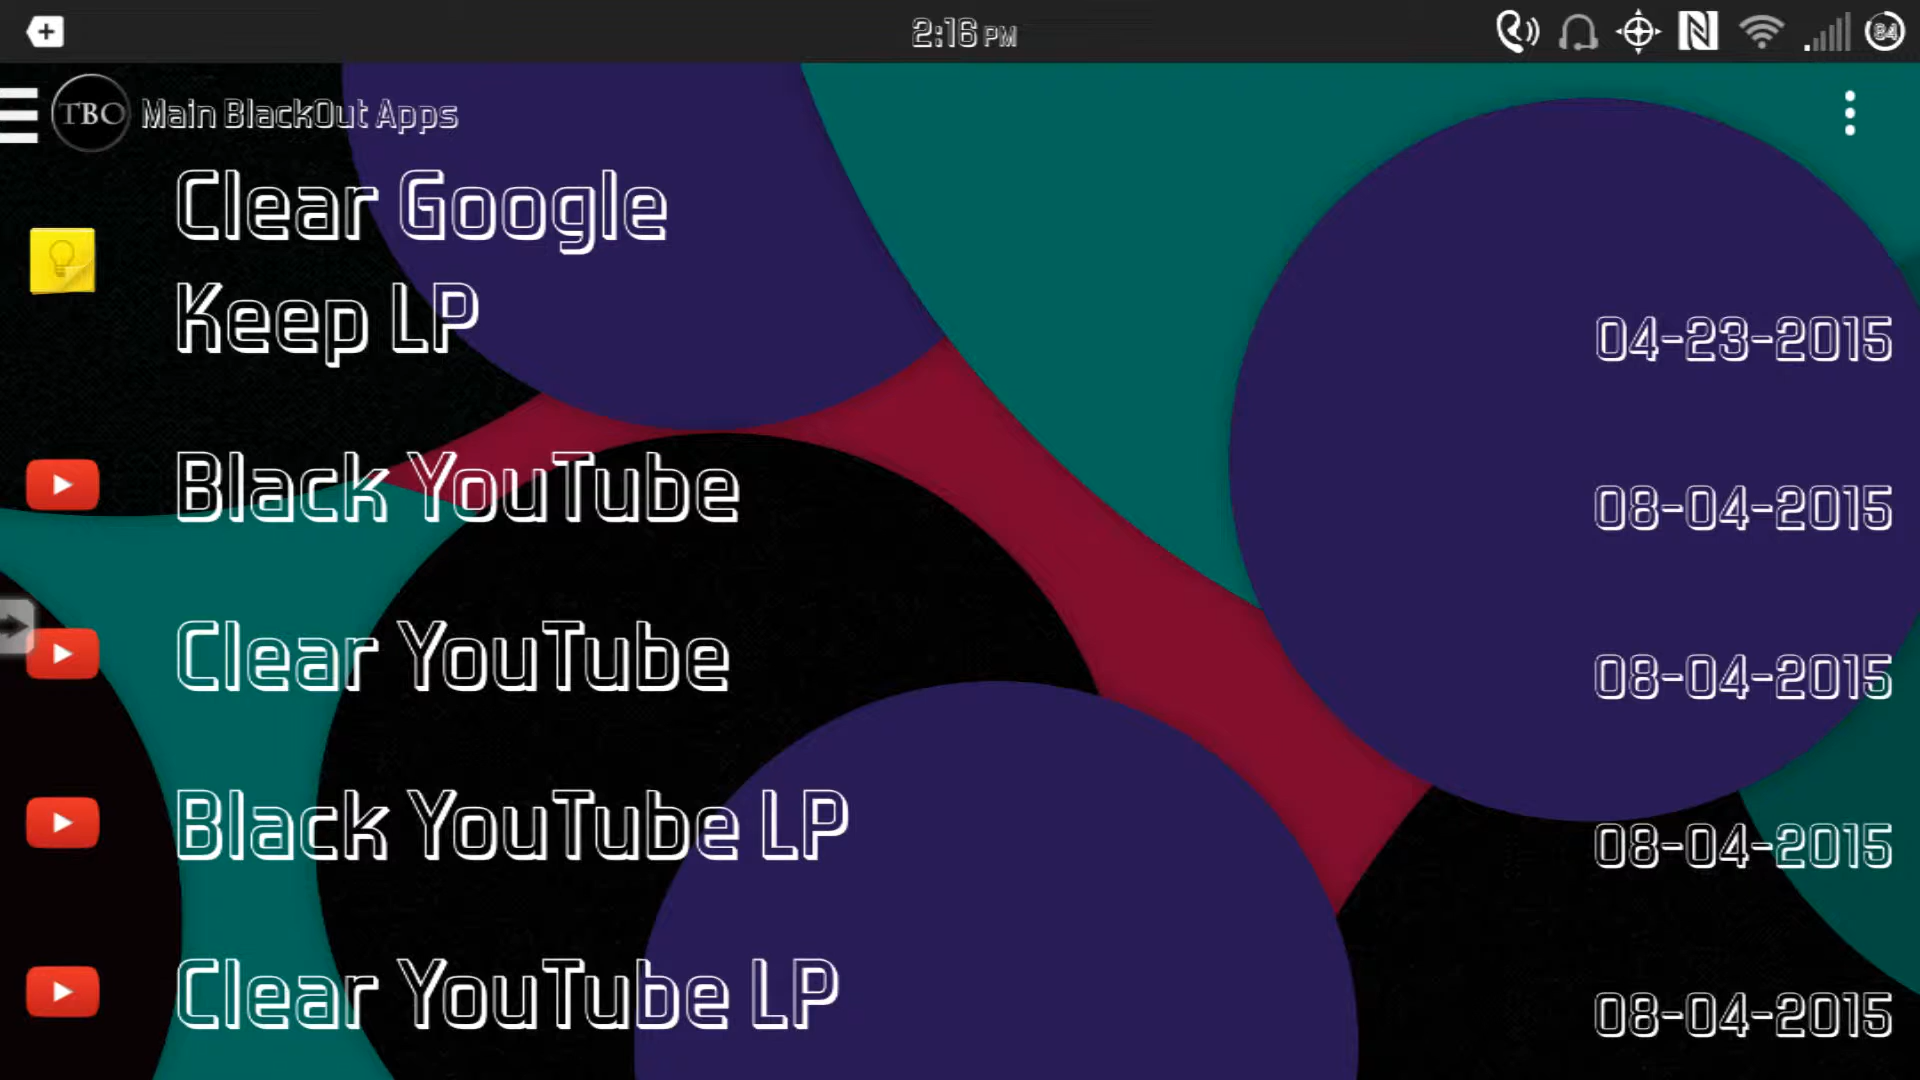 2:16 PM
84
TBO Main BlackOut Apps
Clear Google
Keep LP
04-23-2015
Black YouTube
08-04-2015
Clear YouTube
08-04-2015
Black YouTube LP
08-04-2015
Clear YouTube LP
08-04-2015